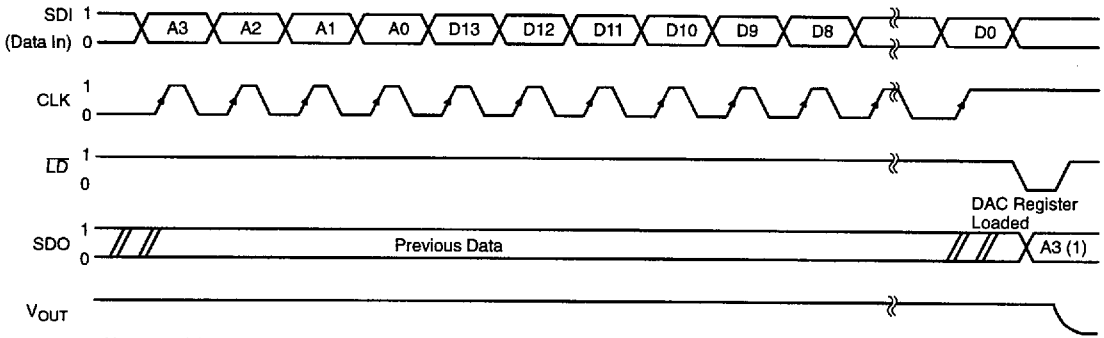 SDI 1
(Data In) 0
A3 A2 A1 A0 D13 D12 D11 D10 D9 D8 D0
CLK 1
0
L̅D̅ 1
0
DAC Register
Loaded
SDO 1
0
Previous Data
A3 (1)
VOUT